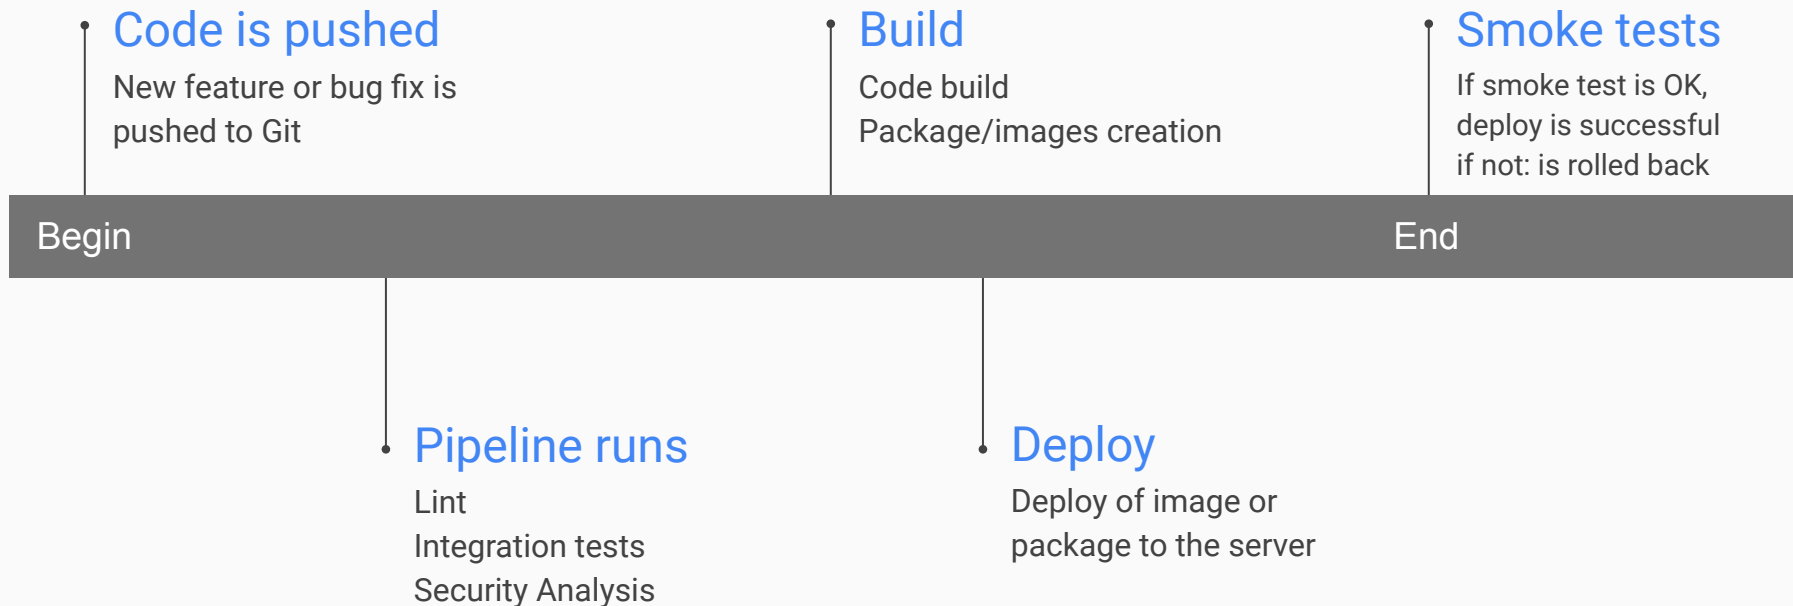 Code is pushed
New feature or bug fix is
pushed to Git
Build
Code build
Package/images creation
Smoke tests
If smoke test is OK,
deploy is successful
if not: is rolled back
Begin
End
Pipeline runs
Lint
Integration tests
Security Analysis
Deploy
Deploy of image or
package to the server